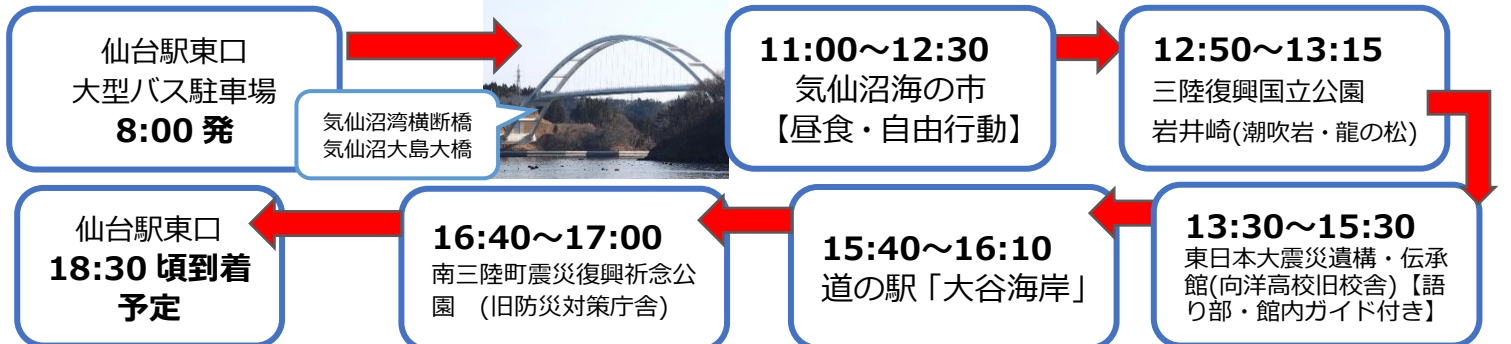 仙台駅東口
大型バス駐車場
8:00 発
気仙沼湾横断橋
気仙沼大島大橋
11:00～12:30
気仙沼海の市
【昼食・自由行動】
12:50～13:15
三陸復興国立公園
岩井崎(潮吹岩・龍の松)
13:30～15:30
東日本大震災遺構・伝承
館(向洋高校旧校舎)【語
り部・館内ガイド付き】
15:40～16:10
道の駅「大谷海岸」
16:40～17:00
南三陸町震災復興祈念公
園　(旧防災対策庁舎)
仙台駅東口
18:30 頃到着
予定